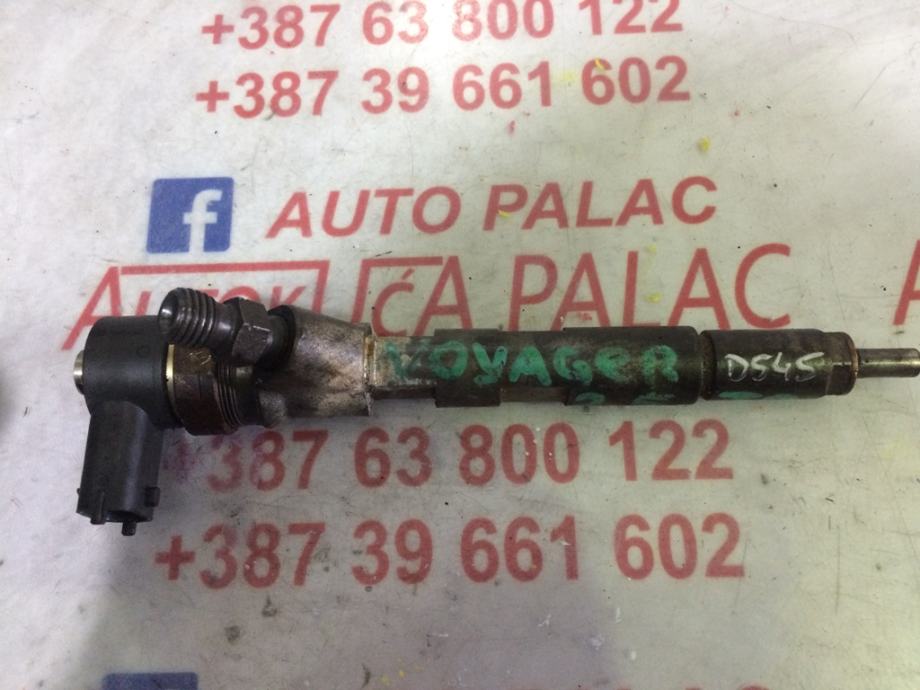 +387 63 800 122
+387 39 661 602
f AUTO PALAC
PALAC
VOYAGER
D545
+387 63 800 122
+387 39 661 602